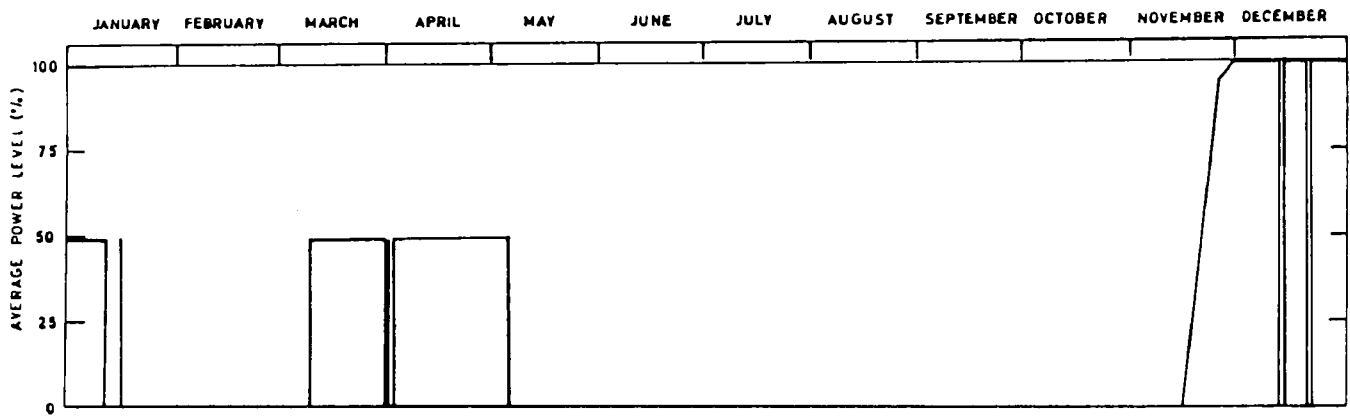 JANUARY FEBRUARY MARCH APRIL MAY JUNE JULY AUGUST SEPTEMBER OCTOBER NOVEMBER DECEMBER
AVERAGE POWER LEVEL (%)
100
75
50
25
0